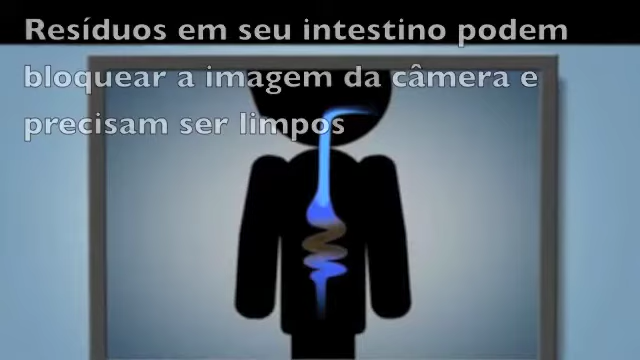 Resíduos em seu intestino podem
bloquear a imagem da câmera e
precisam ser limpos